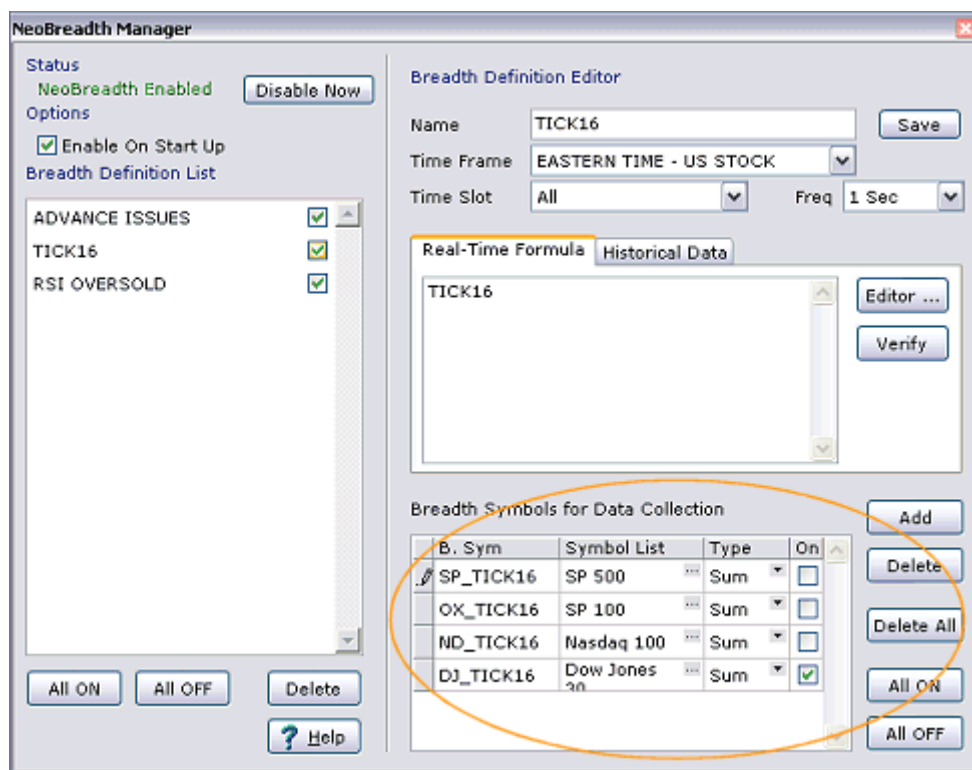 NeoBreadth Manager
Status
NeoBreadth Enabled
Disable Now
Options
Enable On Start Up
Breadth Definition List
ADVANCE ISSUES
TICK16
RSI OVERSOLD
All ON
All OFF
Delete
? Help
Breadth Definition Editor
Name
TICK16
Save
Time Frame
EASTERN TIME - US STOCK
Time Slot
All
Freq
1 Sec
Real-Time Formula
Historical Data
TICK16
Editor ...
Verify
Breadth Symbols for Data Collection
B. Sym Symbol List Type On
SP_TICK16 SP 500 ... Sum
OX_TICK16 SP 100 ... Sum
ND_TICK16 Nasdaq 100 ... Sum
DJ_TICK16 Dow Jones 30 ... Sum
Add
Delete
Delete All
All ON
All OFF